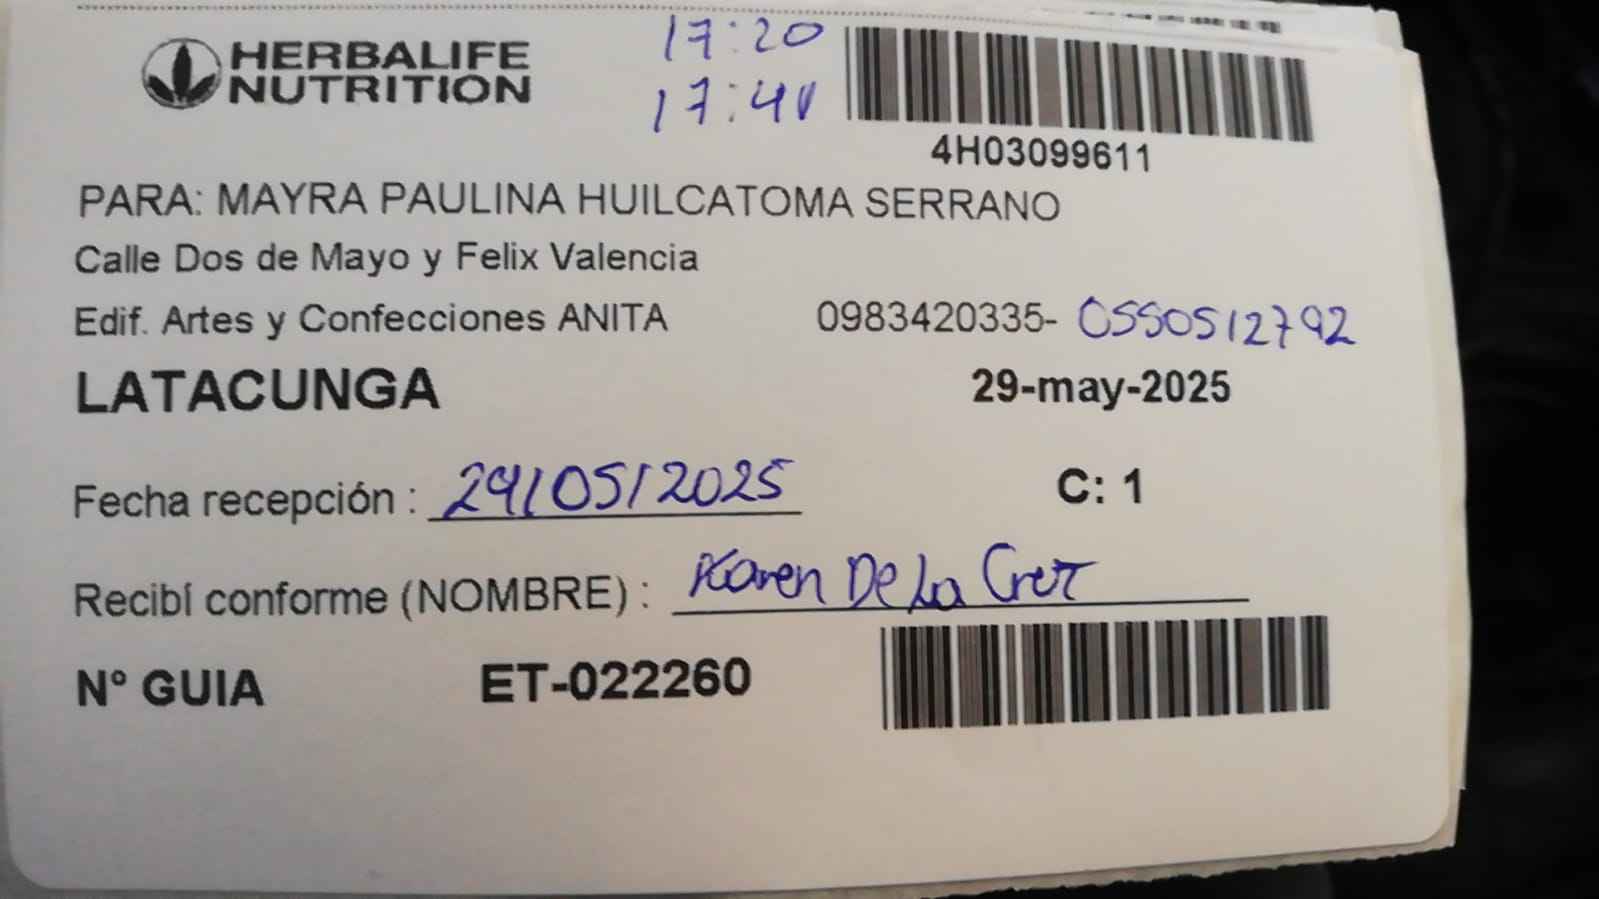 HERBALIFE
NUTRITION
17:20
17:41
4H03099611
PARA: MAYRA PAULINA HUILCATOMA SERRANO
Calle Dos de Mayo y Felix Valencia
Edif. Artes y Confecciones ANITA 0983420335- 0550512792
LATACUNGA 29-may-2025
Fecha recepción : 29/05/2025 C: 1
Recibí conforme (NOMBRE) : Karen De La Cruz
N° GUIA ET-022260